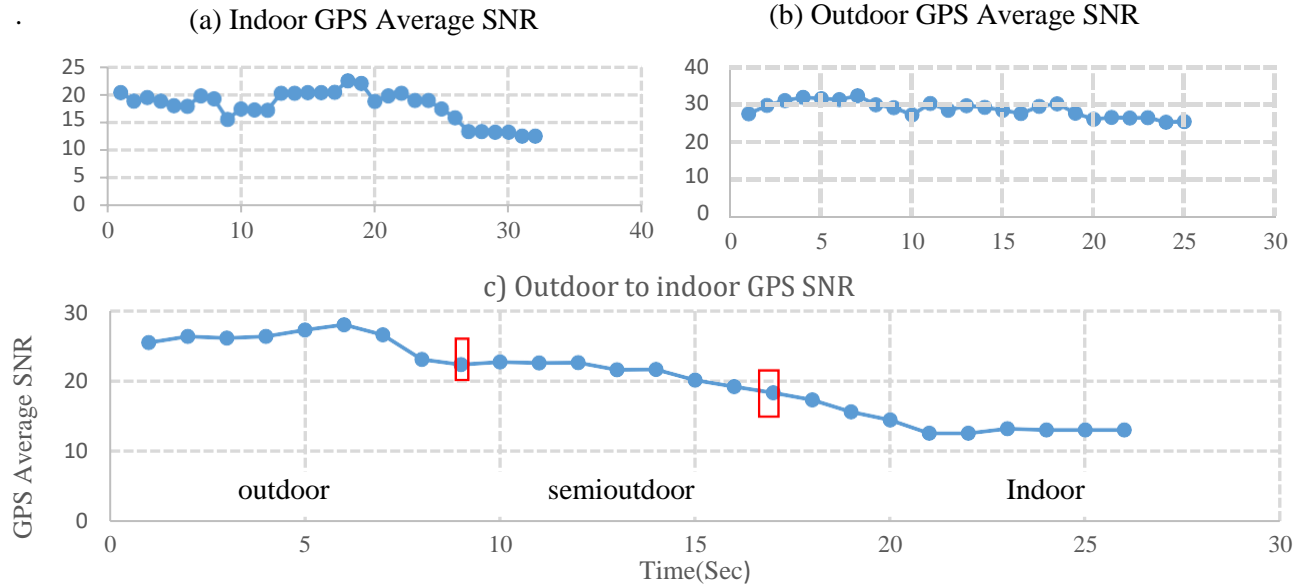 .
(a) Indoor GPS Average SNR
25
20
15
10
5
0
0 10 20 30 40
(b) Outdoor GPS Average SNR
40
30
20
10
0
0 5 10 15 20 25 30
c) Outdoor to indoor GPS SNR
GPS Average SNR
30
20
10
0
outdoor semioutdoor Indoor
0 5 10 15 20 25 30
Time(Sec)